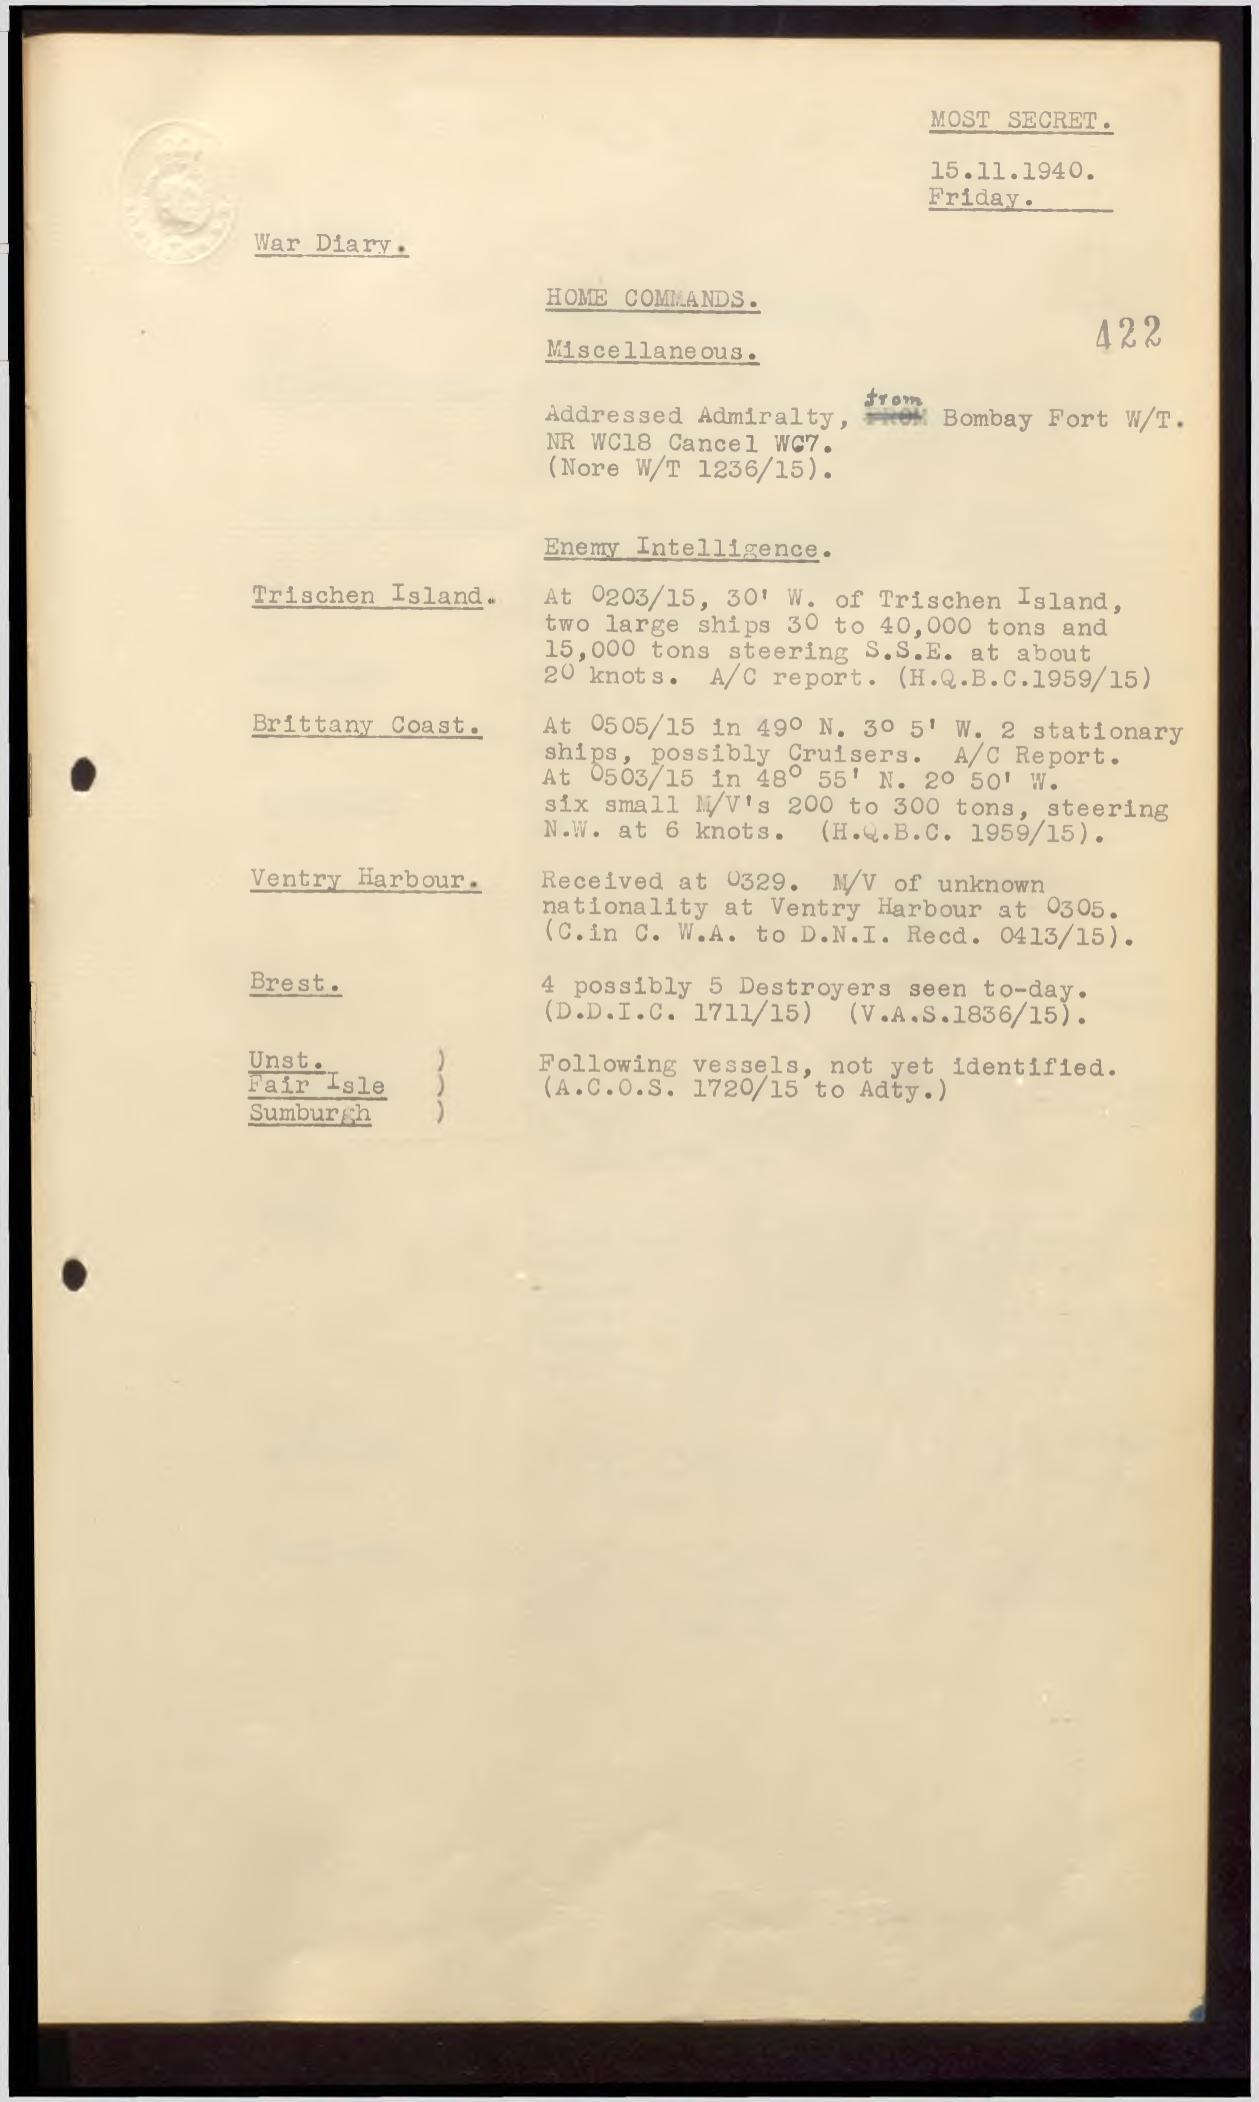 MOST SECRET.
15.11.1940.
Friday.
War Diary.
HOME COMMANDS.
422
Miscellaneous.
from
Addressed Admiralty, FROM Bombay Fort W/T.
NR WC18 Cancel WC7.
(Nore W/T 1236/15).
Enemy Intelligence.
Trischen Island. At 0203/15, 30' W. of Trischen Island,
two large ships 30 to 40,000 tons and
15,000 tons steering S.S.E. at about
20 knots. A/C report. (H.Q.B.C.1959/15)
Brittany Coast. At 0505/15 in 49° N. 3° 5' W. 2 stationary
ships, possibly Cruisers. A/C Report.
At 0503/15 in 48° 55' N. 2° 50' W.
six small M/V's 200 to 300 tons, steering
N.W. at 6 knots. (H.Q.B.C. 1959/15).
Ventry Harbour. Received at 0329. M/V of unknown
nationality at Ventry Harbour at 0305.
(C.in C. W.A. to D.N.I. Recd. 0413/15).
Brest. 4 possibly 5 Destroyers seen to-day.
(D.D.I.C. 1711/15) (V.A.S.1836/15).
Unst. ) Following vessels, not yet identified.
Fair Isle ) (A.C.O.S. 1720/15 to Adty.)
Sumburgh )